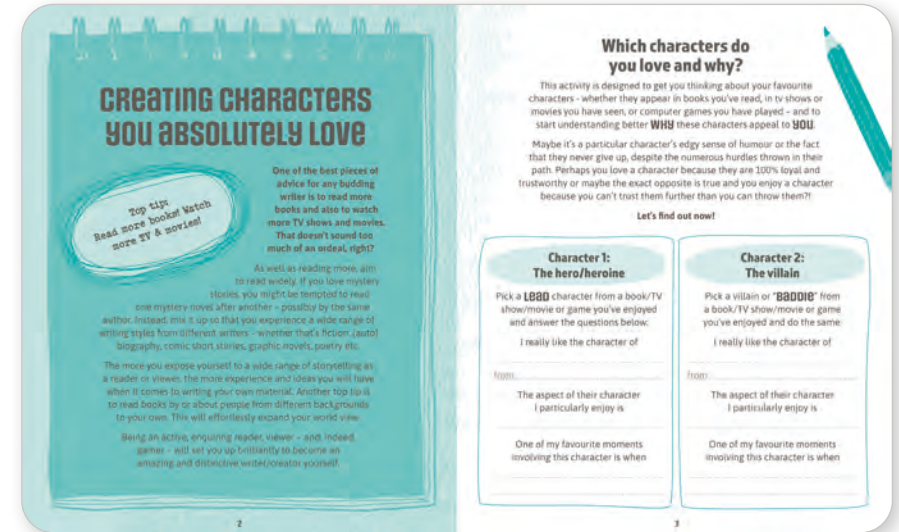 CREATING CHARACTERS
YOU ABSOLUTELY LOVE
Top tip:
Read more books! Watch
more TV & movies!
One of the best pieces of
advice for any budding
writer is to read more
books and also to watch
more TV shows and movies.
That doesn't sound too
much of an ordeal, right?
As well as reading more, aim
to read widely. If you love mystery
stories, you might be tempted to read
one mystery novel after another – possibly by the same
author. Instead, mix it up so that you experience a wide range of
writing styles from different writers – whether that's fiction, (auto)
biography, comic short stories, graphic novels, poetry etc.
The more you expose yourself to a wide range of storytelling as
a reader or viewer, the more experience and ideas you will have
when it comes to writing your own material. Another top tip is
to read books by or about people from different backgrounds
to your own. This will effortlessly expand your world view.
Being an active, enquiring reader, viewer – and, indeed,
gamer – will set you up brilliantly to become an
amazing and distinctive writer/creator yourself.
2
Which characters do
you love and why?
This activity is designed to get you thinking about your favourite
characters - whether they appear in books you've read, in tv shows or
movies you have seen, or computer games you have played – and to
start understanding better WHY these characters appeal to YOU.
Maybe it's a particular character's edgy sense of humour or the fact
that they never give up, despite the numerous hurdles thrown in their
path. Perhaps you love a character because they are 100% loyal and
trustworthy or maybe the exact opposite is true and you enjoy a character
because you can't trust them further than you can throw them?!
Let's find out now!
Character 1:
The hero/heroine
Pick a LEAD character from a book/TV
show/movie or game you've enjoyed
and answer the questions below:
I really like the character of
from
The aspect of their character
I particularly enjoy is
One of my favourite moments
involving this character is when
Character 2:
The villain
Pick a villain or "BADDIE" from
a book/TV show/movie or game
you've enjoyed and do the same:
I really like the character of
from
The aspect of their character
I particularly enjoy is
One of my favourite moments
involving this character is when
3